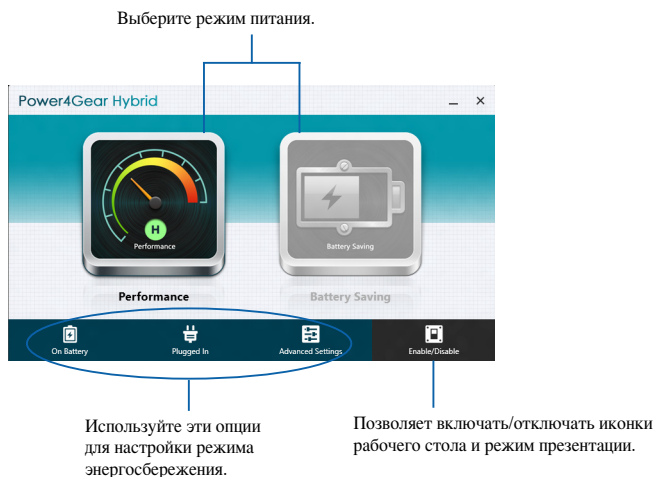 Выберите режим питания.
Power4Gear Hybrid
H
Performance
Battery Saving
Performance
Battery Saving
On Battery
Plugged In
Advanced Settings
Enable/Disable
Используйте эти опции
для настройки режима
энергосбережения.
Позволяет включать/отключать иконки
рабочего стола и режим презентации.